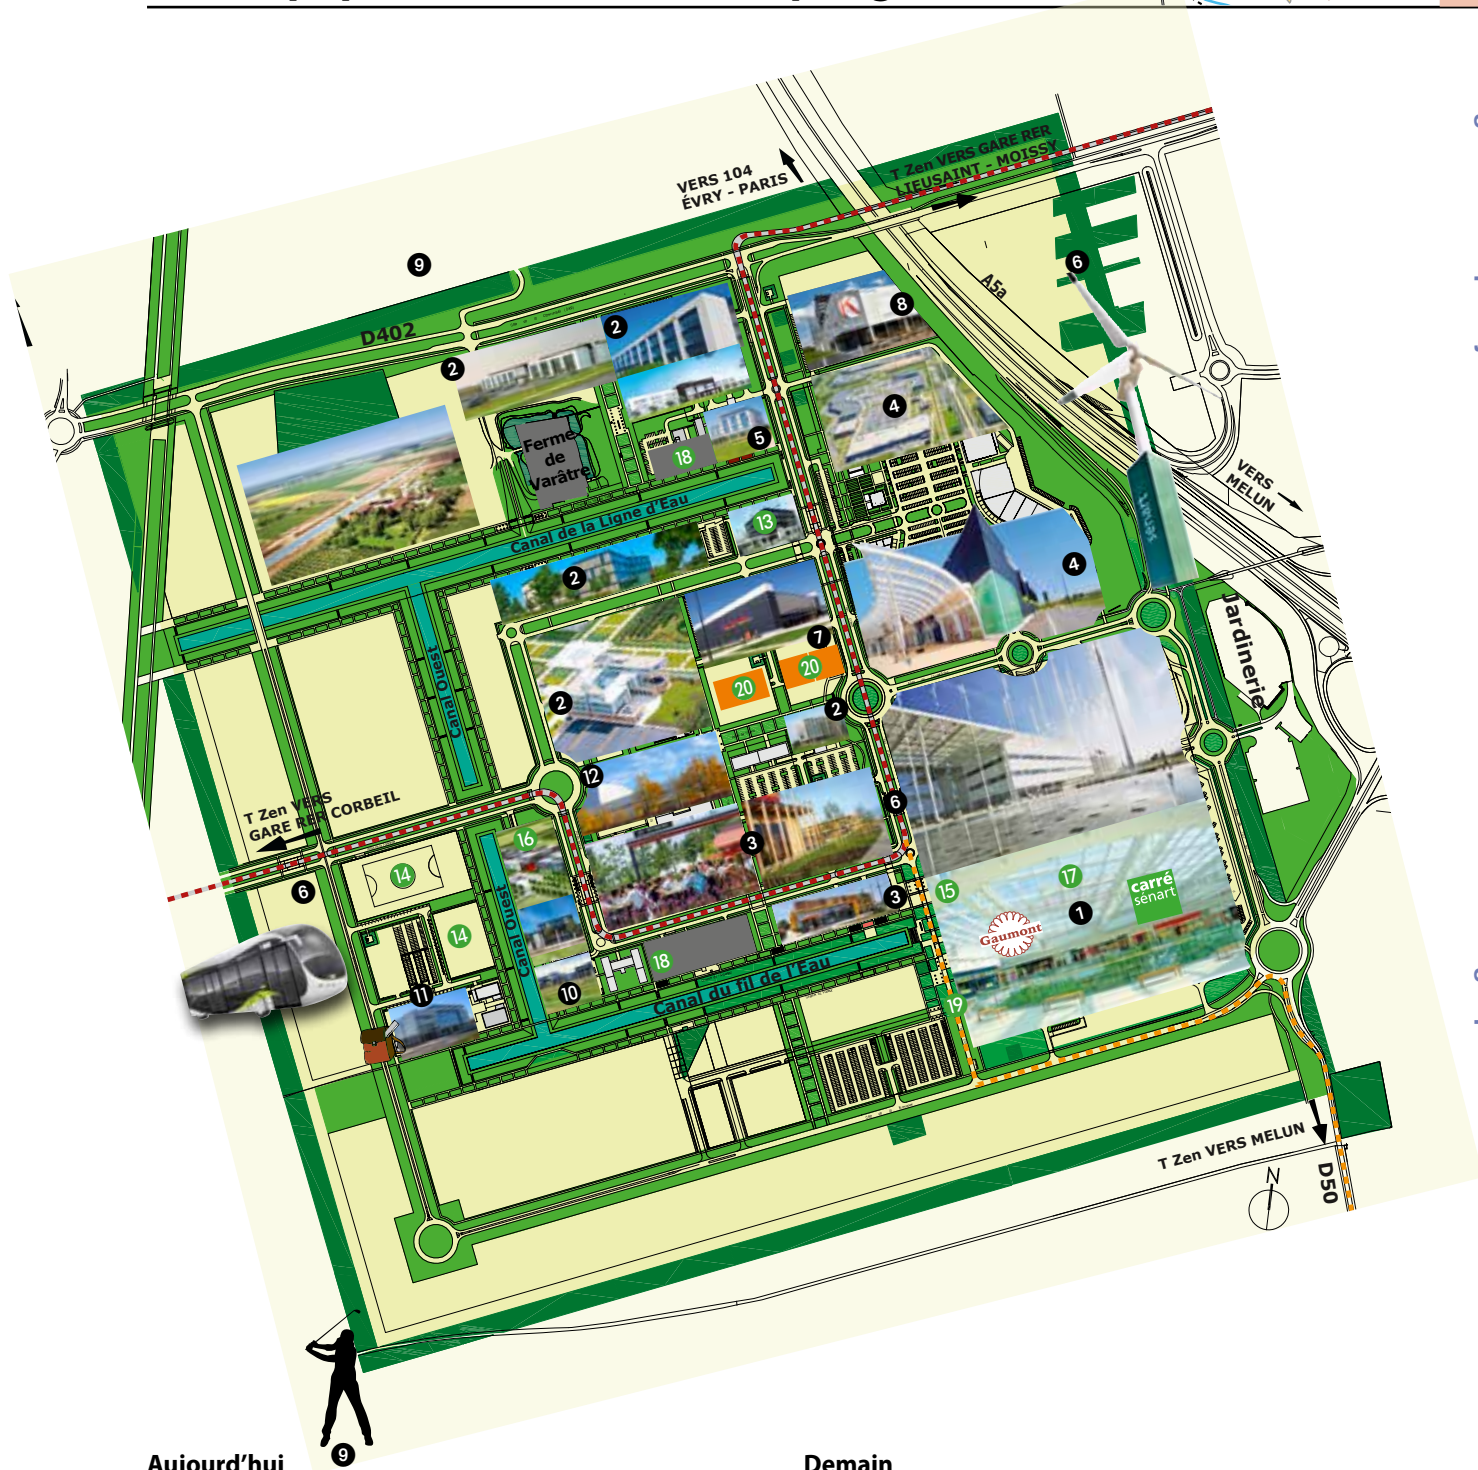 VERS 104
ÉVRY - PARIS
T Zen VERS GARE RER
LIEUSAINT - MOISSY
9
6
A5a
D402
2
2
8
4
5
Ferme
de
Varâtre
18
VERS
MELUN
Sénart
Canal de la Ligne d'Eau
13
2
4
Jardinerie
7
20
20
2
2
Canal Ouest
12
T Zen VERS
GARE RER CORBEIL
6
3
16
14
6
15
17
carré
sénart
1
Gaumont
3
14
Canal Ouest
18
10
11
Canal du fil de l'Eau
19
T Zen VERS MELUN
D50
N
9
Aujourd'hui
Demain